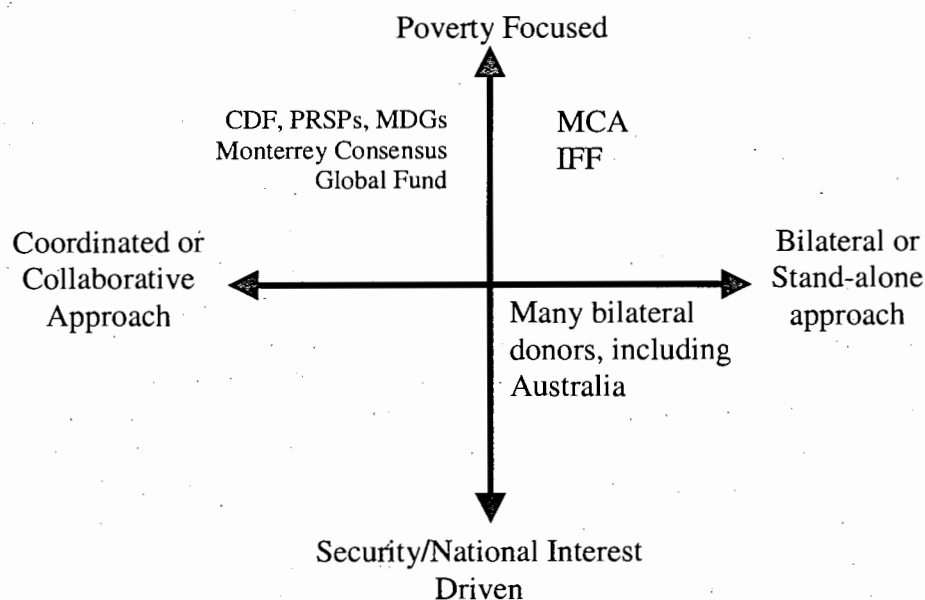 Poverty Focused
CDF, PRSPs, MDGs
Monterrey Consensus
Global Fund
MCA
IFF
Coordinated or
Collaborative
Approach
Bilateral or
Stand-alone
approach
Many bilateral
donors, including
Australia
Security/National Interest
Driven